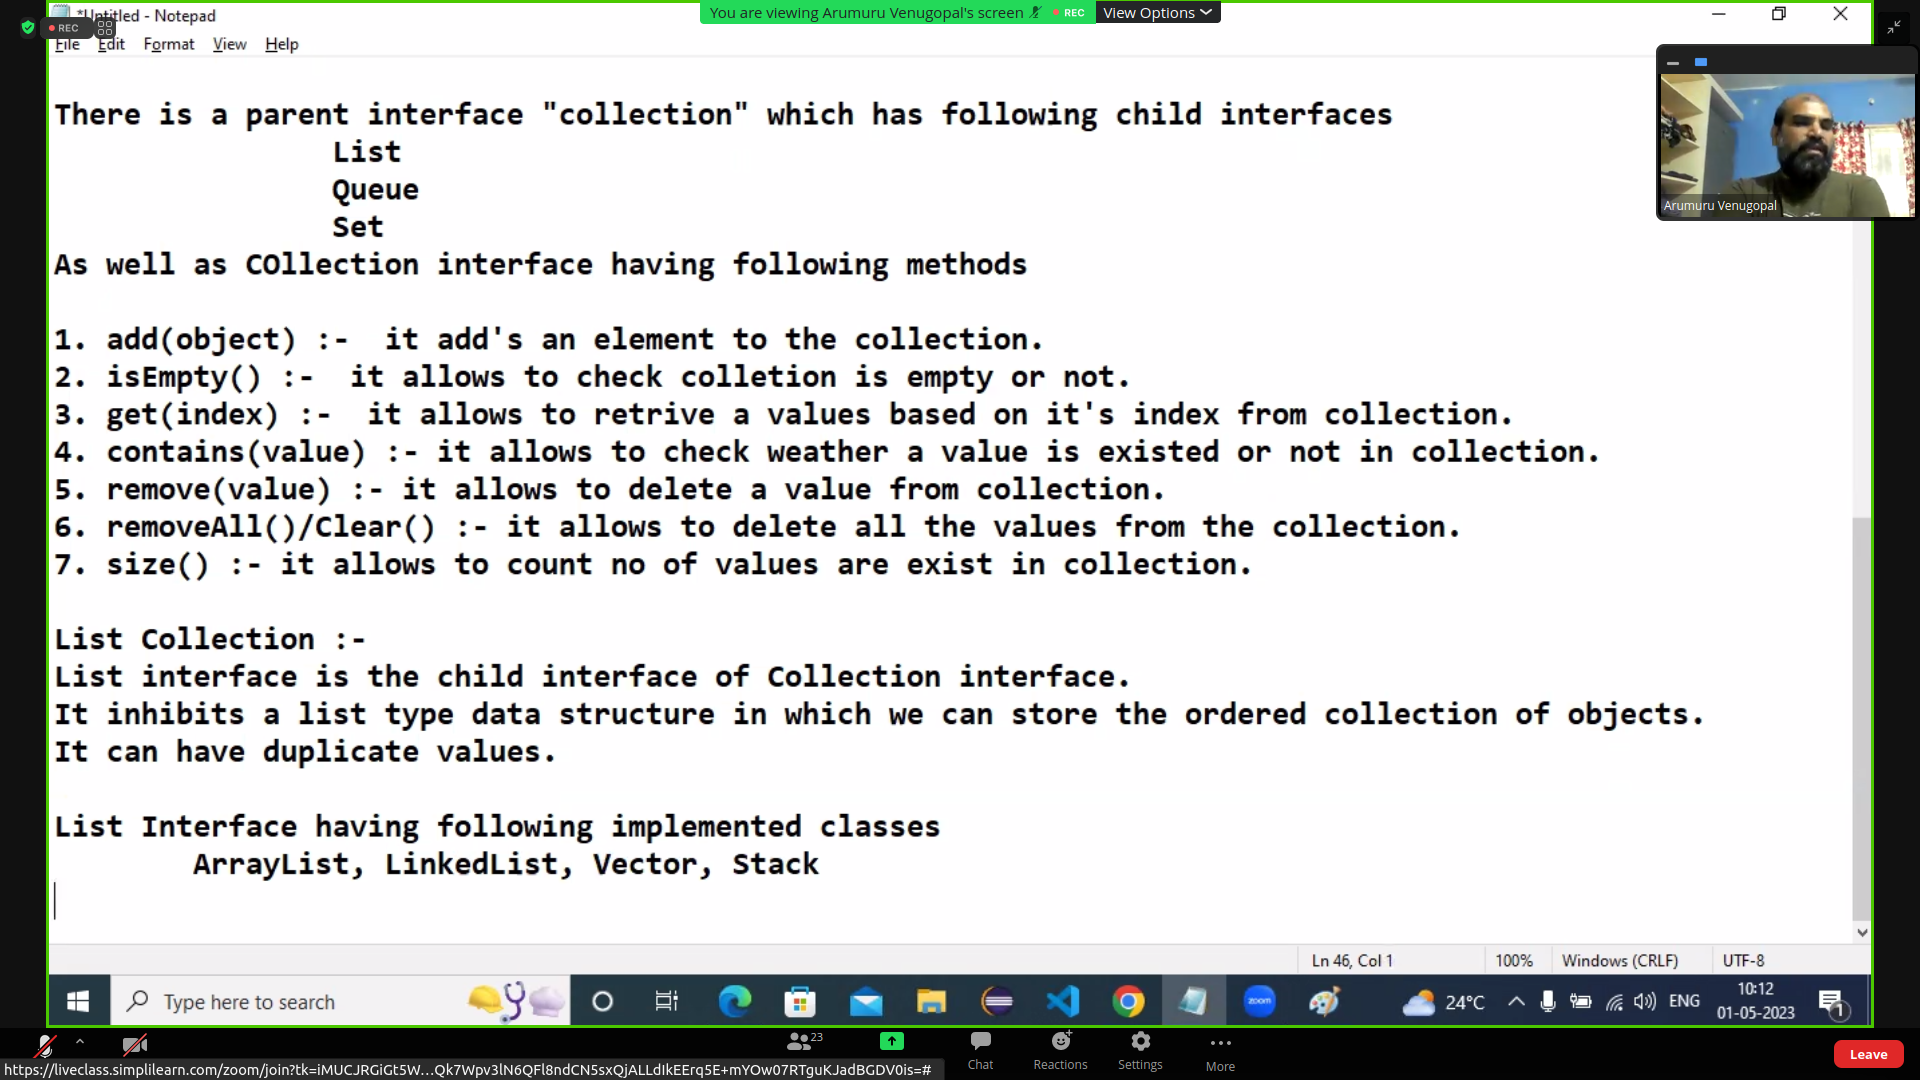 *Untitled - Notepad
You are viewing Arumuru Venugopal's screen REC View Options
REC
File Edit Format View Help
There is a parent interface "collection" which has following child interfaces
List
Queue
Set
As well as COllection interface having following methods
1. add(object) :-  it add's an element to the collection.
2. isEmpty() :-  it allows to check colletion is empty or not.
3. get(index) :-  it allows to retrive a values based on it's index from collection.
4. contains(value) :- it allows to check weather a value is existed or not in collection.
5. remove(value) :- it allows to delete a value from collection.
6. removeAll()/Clear() :- it allows to delete all the values from the collection.
7. size() :- it allows to count no of values are exist in collection.
List Collection :-
List interface is the child interface of Collection interface.
It inhibits a list type data structure in which we can store the ordered collection of objects.
It can have duplicate values.
List Interface having following implemented classes
ArrayList, LinkedList, Vector, Stack
Arumuru Venugopal
Ln 46, Col 1 100% Windows (CRLF) UTF-8
Type here to search zoom 24°C ENG 10:12
01-05-2023 1
23
Chat Reactions Settings More Leave
https://liveclass.simplilearn.com/zoom/join?tk=iMUCJRGiGt5W…Qk7Wpv3lN6QFl8ndCN5sxQjALLdIkEErq5E+mYOw07RTguKJadBGDV0is=#